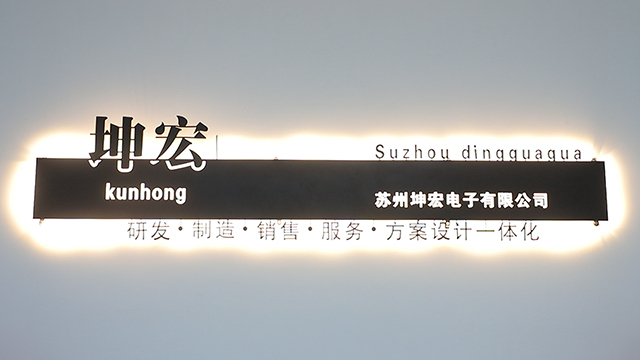 坤宏
Suzhou dingguagua
kunhong
苏州坤宏电子有限公司
研发·制造·销售·服务·方案设计一体化